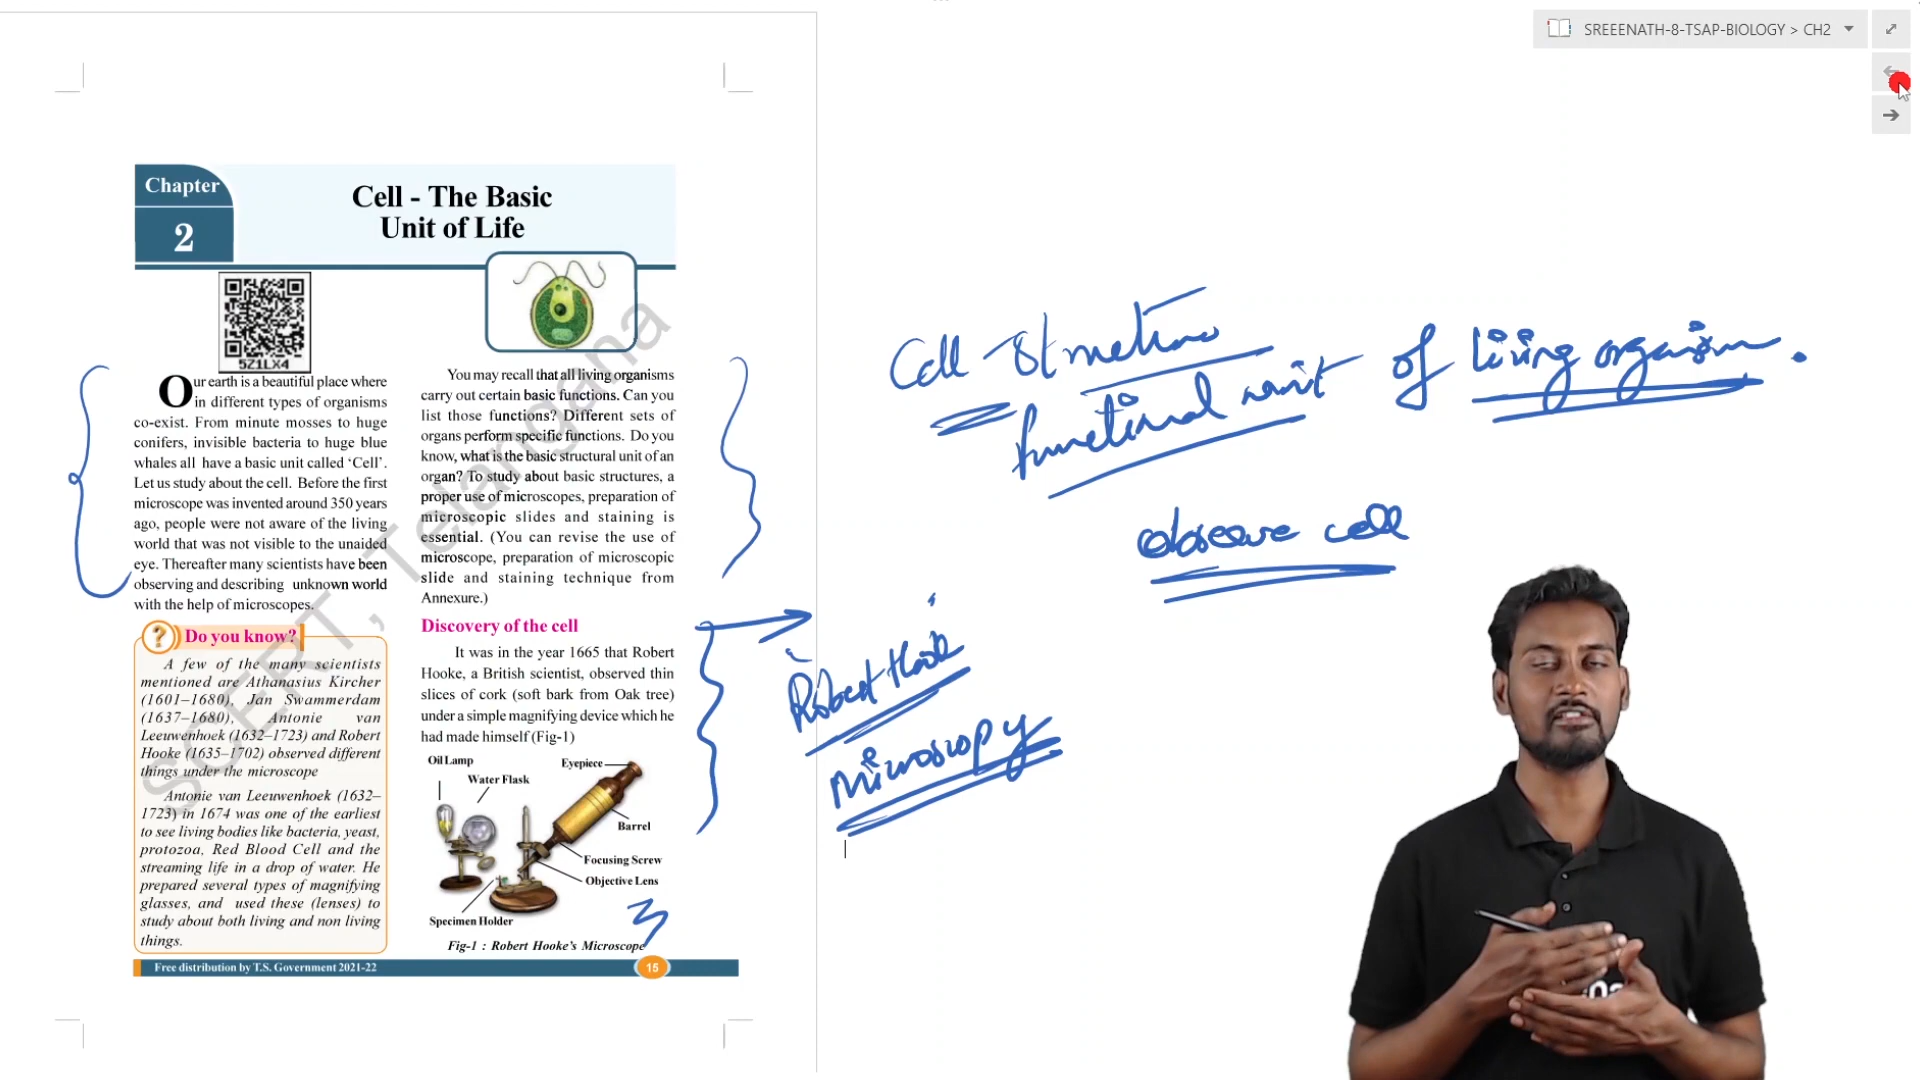 SREEENATH-8-TSAP-BIOLOGY > CH2
Chapter
2
Cell - The Basic
Unit of Life
5Z1LX4
Our earth is a beautiful place where
in different types of organisms
co-exist. From minute mosses to huge
conifers, invisible bacteria to huge blue
whales all have a basic unit called ‘Cell’.
Let us study about the cell. Before the first
microscope was invented around 350 years
ago, people were not aware of the living
world that was not visible to the unaided
eye. Thereafter many scientists have been
observing and describing unknown world
with the help of microscopes.
Do you know?
A few of the many scientists
mentioned are Athanasius Kircher
(1601–1680), Jan Swammerdam
(1637–1680), Antonie van
Leeuwenhoek (1632–1723) and Robert
Hooke (1635–1702) observed different
things under the microscope
Antonie van Leeuwenhoek (1632–
1723) in 1674 was one of the earliest
to see living bodies like bacteria, yeast,
protozoa, Red Blood Cell and the
streaming life in a drop of water. He
prepared several types of magnifying
glasses, and used these (lenses) to
study about both living and non living
things.
You may recall that all living organisms
carry out certain basic functions. Can you
list those functions? Different sets of
organs perform specific functions. Do you
know, what is the basic structural unit of an
organ? To study about basic structures, a
proper use of microscopes, preparation of
microscopic slides and staining is
essential. (You can revise the use of
microscope, preparation of microscopic
slide and staining technique from
Annexure.)
Discovery of the cell
It was in the year 1665 that Robert
Hooke, a British scientist, observed thin
slices of cork (soft bark from Oak tree)
under a simple magnifying device which he
had made himself (Fig-1)
Oil Lamp
Water Flask
Eyepiece
Barrel
Focusing Screw
Objective Lens
Specimen Holder
Fig-1 : Robert Hooke's Microscope
Free distribution by T.S. Government 2021-22
15
SCERT, Telangana
Cell
functional unit of living organism.
observe cell
Robert Hook
Microscopy